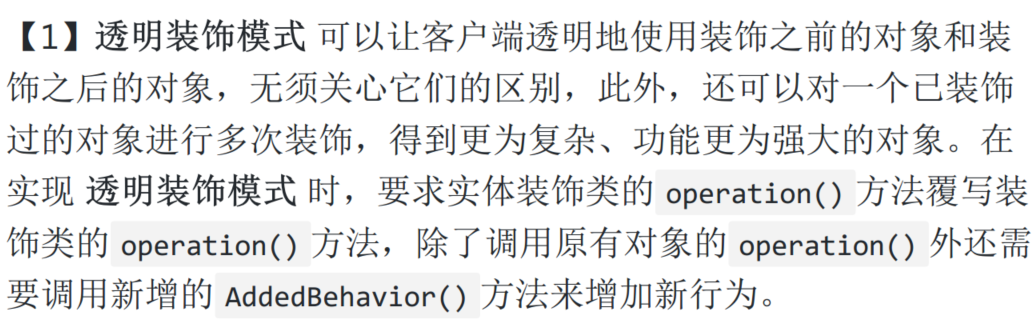 【1】透明装饰模式 可以让客户端透明地使用装饰之前的对象和装
饰之后的对象，无须关心它们的区别，此外，还可以对一个已装饰
过的对象进行多次装饰，得到更为复杂、功能更为强大的对象。在
实现 透明装饰模式 时，要求实体装饰类的 operation() 方法覆写装
饰类的 operation() 方法，除了调用原有对象的 operation() 外还需
要调用新增的 AddedBehavior() 方法来增加新行为。